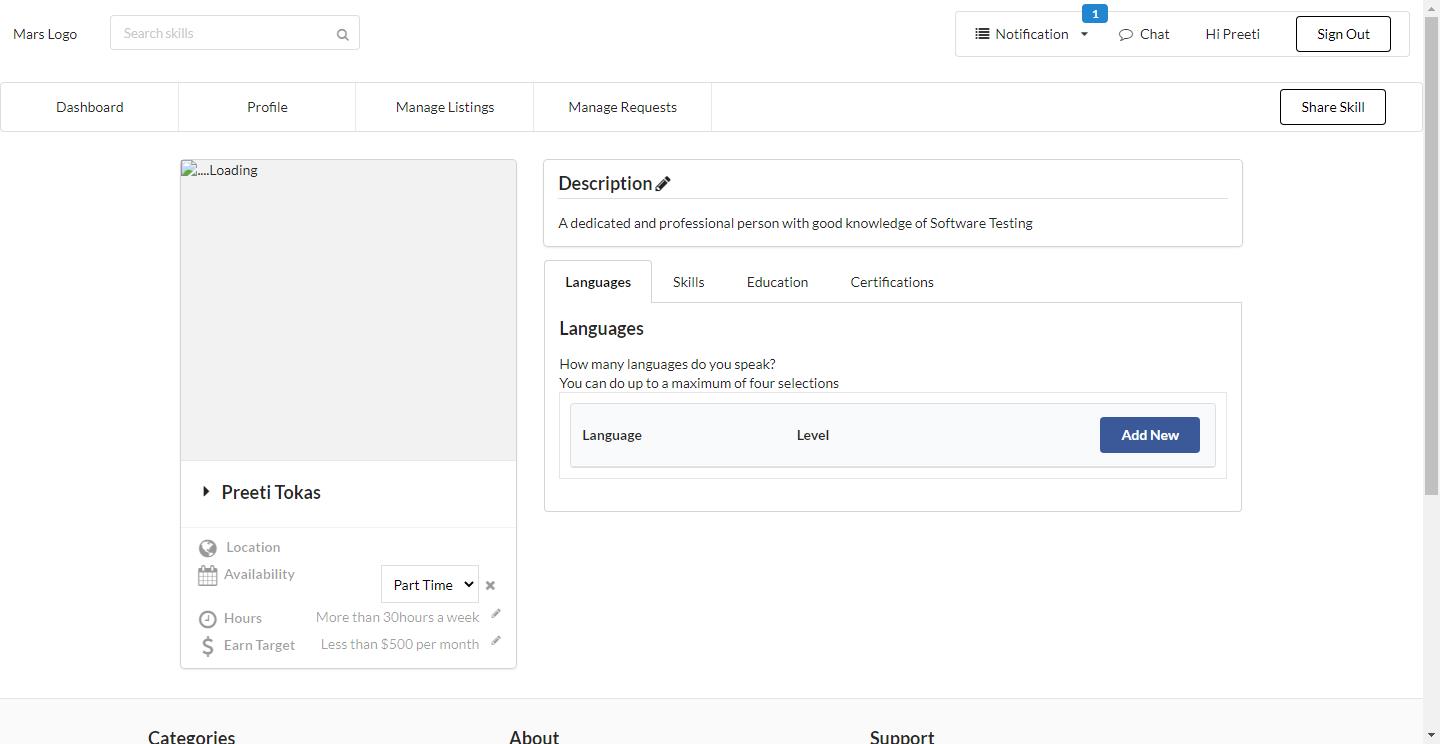 Mars Logo
Search skills
1
Notification
Chat
Hi Preeti
Sign Out
Dashboard
Profile
Manage Listings
Manage Requests
Share Skill
....Loading
Preeti Tokas
Location
Availability
Part Time
Hours
More than 30hours a week
Earn Target
Less than $500 per month
Description
A dedicated and professional person with good knowledge of Software Testing
Languages
Skills
Education
Certifications
Languages
How many languages do you speak?
You can do up to a maximum of four selections
Language
Level
Add New
Categories
About
Support